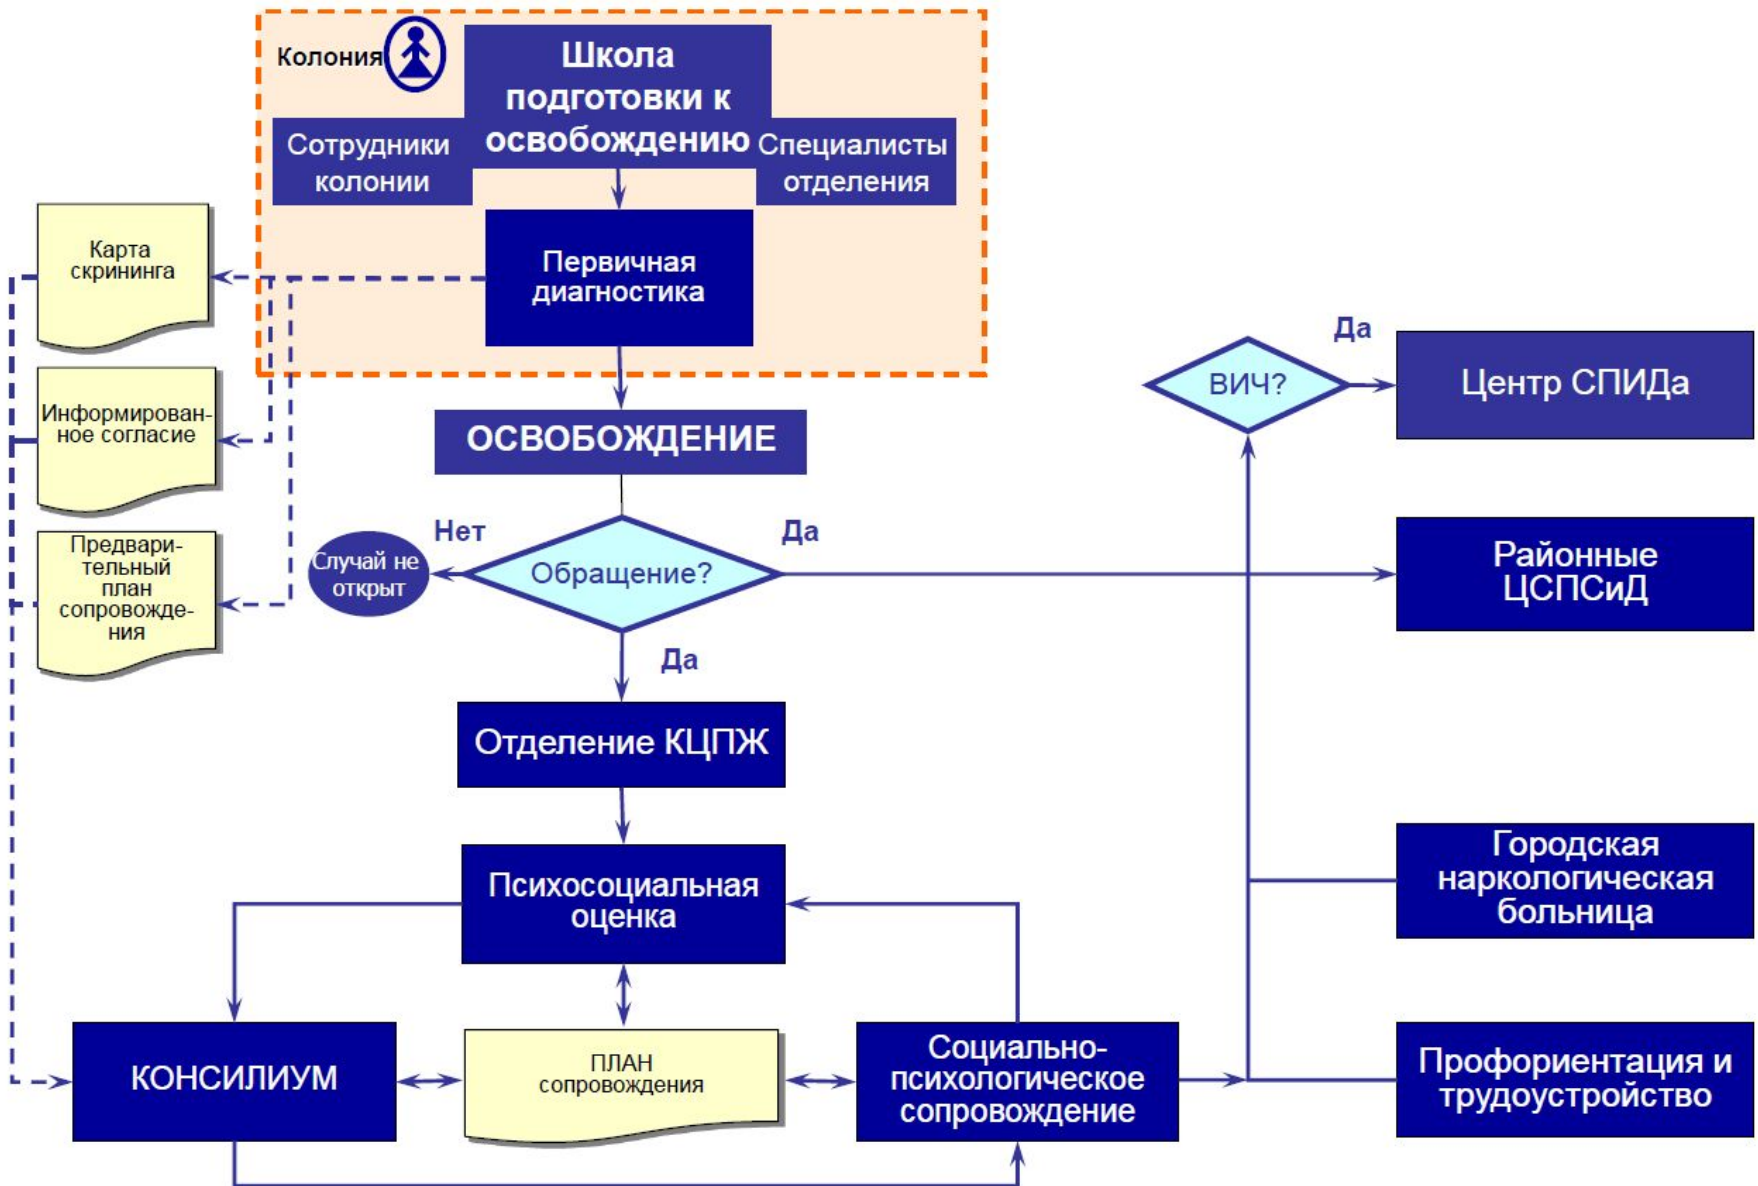 Колония
Школа
подготовки к
освобождению
Сотрудники
колонии
Специалисты
отделения
Карта
скрининга
Первичная
диагностика
Да
ВИЧ?
Центр СПИДа
Информирован-
ное согласие
ОСВОБОЖДЕНИЕ
Нет
Да
Случай не
открыт
Обращение?
Районные
ЦСПСиД
Предвари-
тельный
план
сопровожде-
ния
Да
Отделение КЦПЖ
Психосоциальная
оценка
Городская
наркологическая
больница
КОНСИЛИУМ
ПЛАН
сопровождения
Социально-
психологическое
сопровождение
Профориентация и
трудоустройство